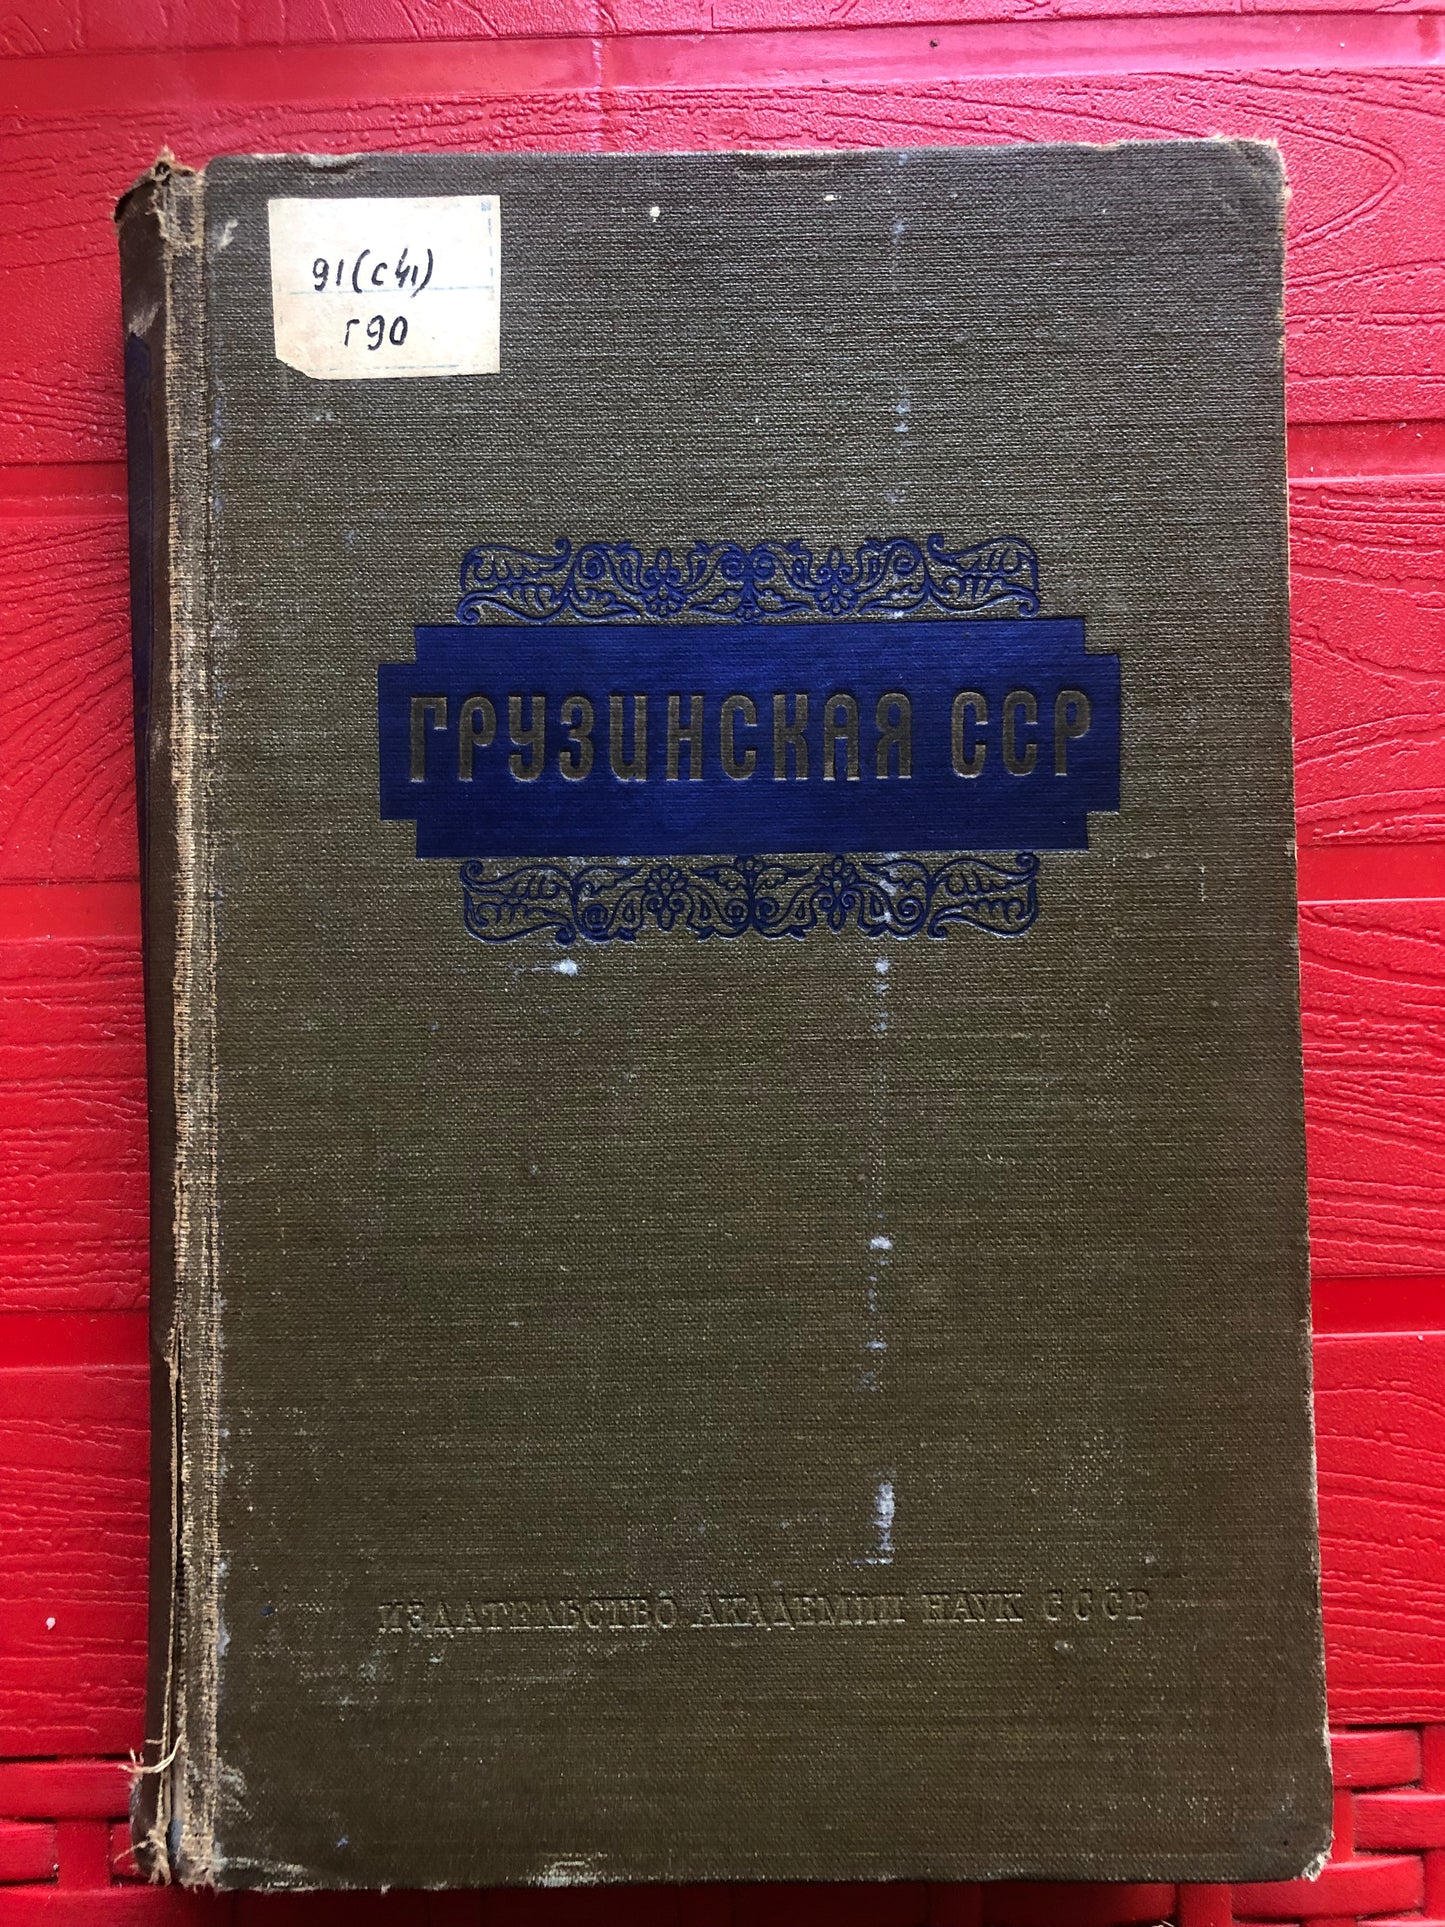 91(с41)
Г90
ГРУЗИНСКАЯ ССР
ИЗДАТЕЛЬСТВО АКАДЕМИИ НАУК СССР